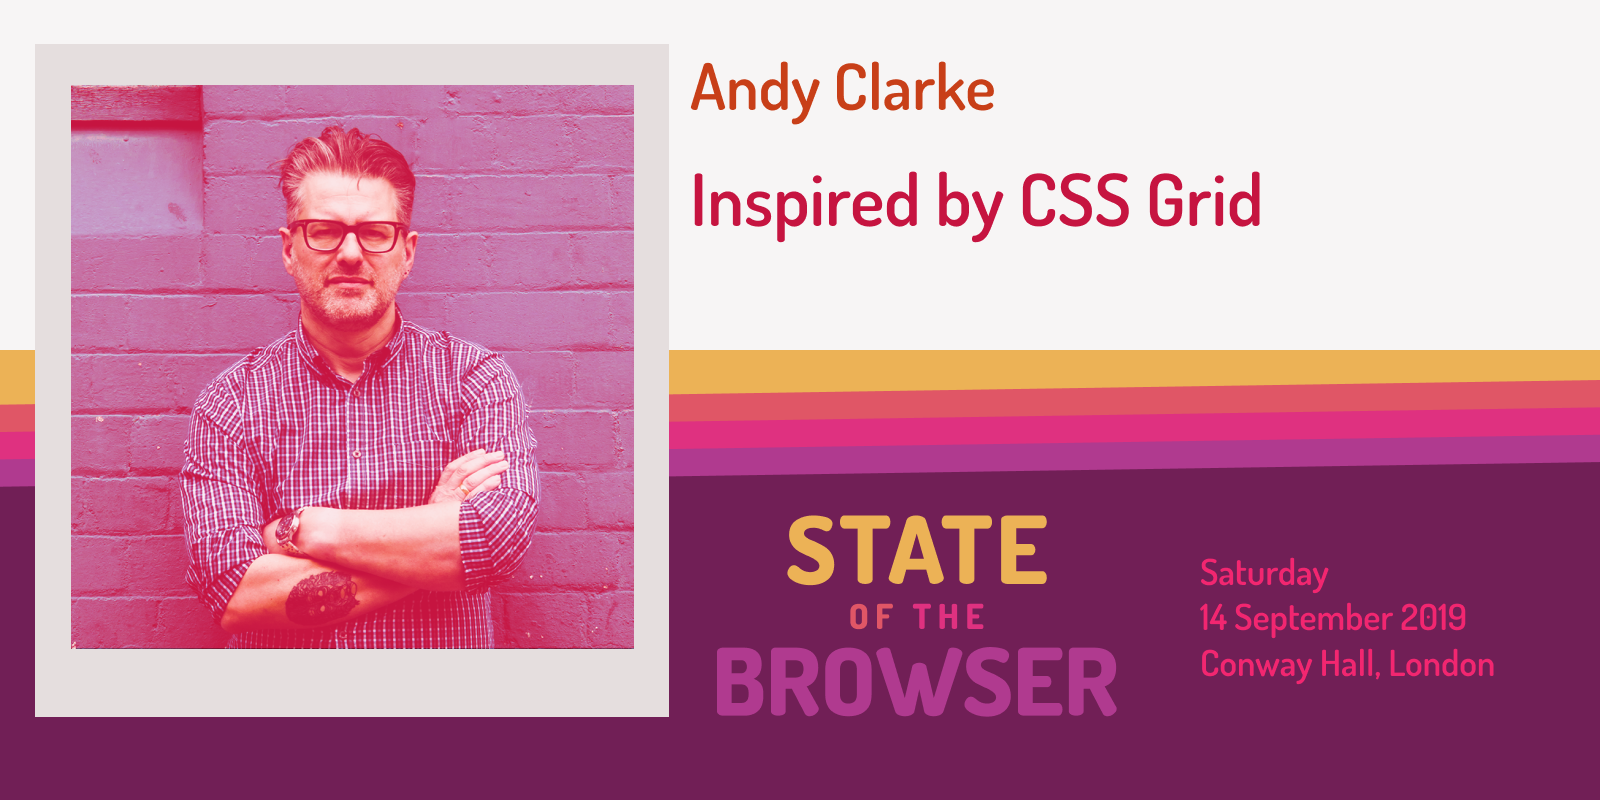 Andy Clarke
Inspired by CSS Grid
STATE
OF THE
BROWSER
Saturday
14 September 2019
Conway Hall, London